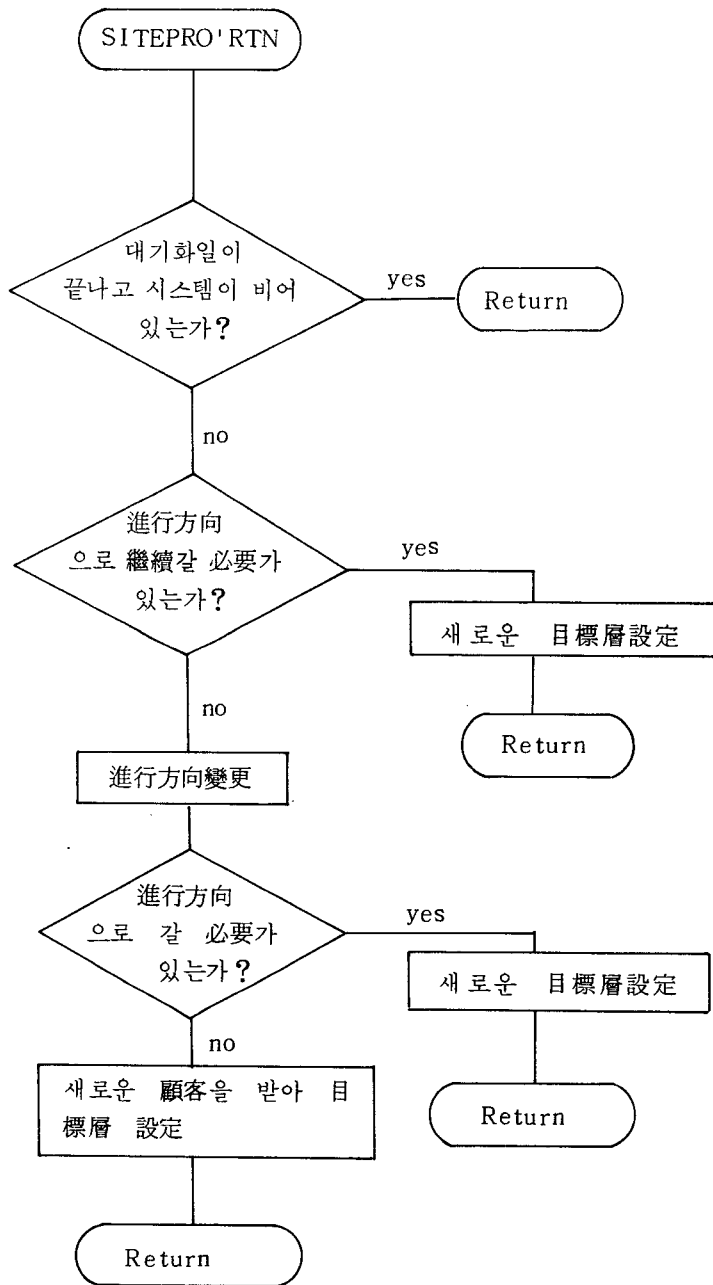 SITEPRO'RTN
대기화일이
끝나고 시스템이 비어
있는가?
yes
Return
no
進行方向
으로 繼續갈 必要가
있는가?
yes
새로운 目標層設定
Return
no
進行方向變更
進行方向
으로 갈 必要가
있는가?
yes
새로운 目標層設定
Return
no
새로운 顧客을 받아 目
標層 設定
Return